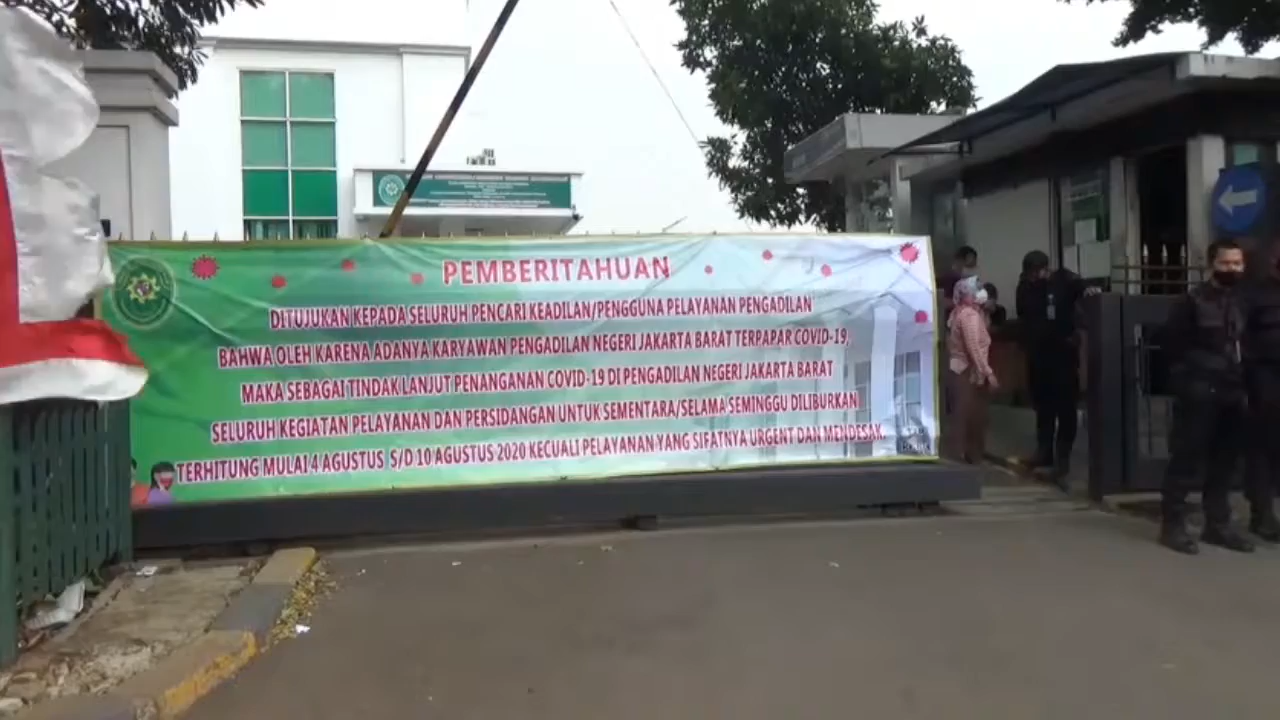 PEMBERITAHUAN
DITUJUKAN KEPADA SELURUH PENCARI KEADILAN/PENGGUNA PELAYANAN PENGADILAN
BAHWA OLEH KARENA ADANYA KARYAWAN PENGADILAN NEGERI JAKARTA BARAT TERPAPAR COVID-19,
MAKA SEBAGAI TINDAK LANJUT PENANGANAN COVID-19 DI PENGADILAN NEGERI JAKARTA BARAT
SELURUH KEGIATAN PELAYANAN DAN PERSIDANGAN UNTUK SEMENTARA/SELAMA SEMINGGU DILIBURKAN
TERHITUNG MULAI 4 AGUSTUS S/D 10 AGUSTUS 2020 KECUALI PELAYANAN YANG SIFATNYA URGENT DAN MENDESAK.